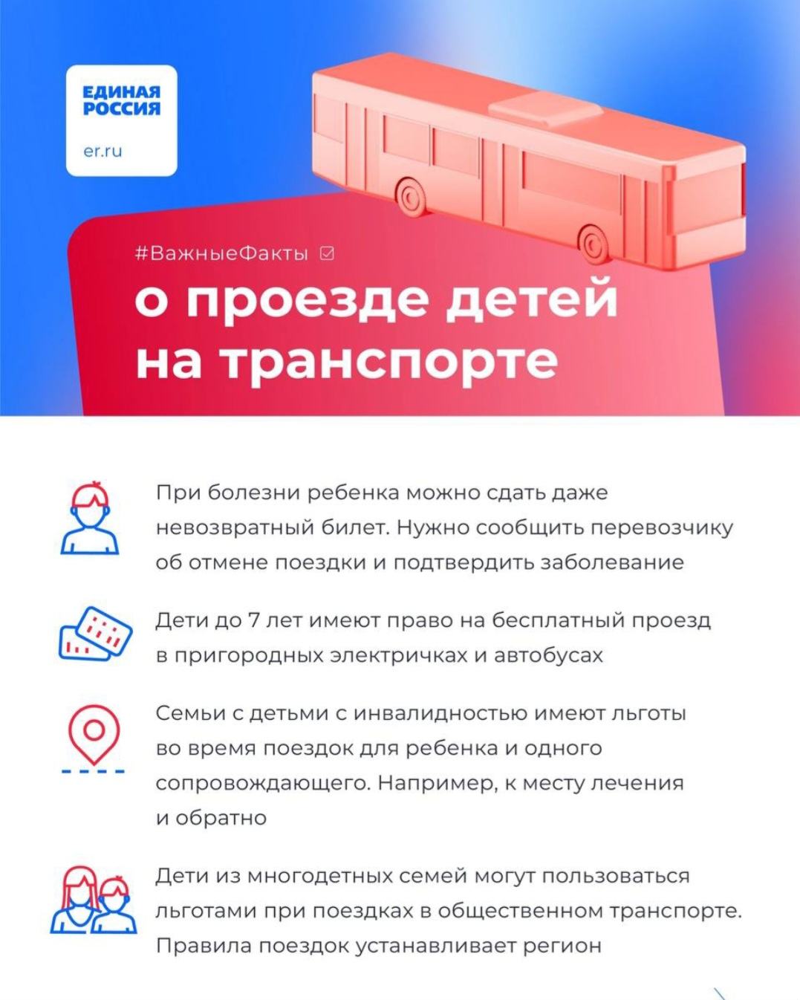 ЕДИНАЯ
РОССИЯ
er.ru
#ВажныеФакты
о проезде детей
на транспорте
При болезни ребенка можно сдать даже
невозвратный билет. Нужно сообщить перевозчику
об отмене поездки и подтвердить заболевание
Дети до 7 лет имеют право на бесплатный проезд
в пригородных электричках и автобусах
Семьи с детьми с инвалидностью имеют льготы
во время поездок для ребенка и одного
сопровождающего. Например, к месту лечения
и обратно
Дети из многодетных семей могут пользоваться
льготами при поездках в общественном транспорте.
Правила поездок устанавливает регион